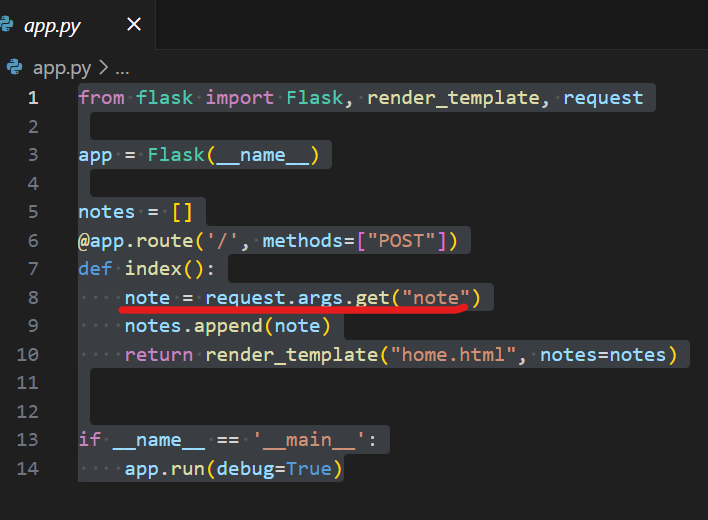 app.py
app.py > ...
1 from flask import Flask, render_template, request
2
3 app = Flask(__name__)
4
5 notes = []
6 @app.route('/', methods=["POST"])
7 def index():
8     note = request.args.get("note")
9     notes.append(note)
10     return render_template("home.html", notes=notes)
11
12
13 if __name__ == '__main__':
14     app.run(debug=True)